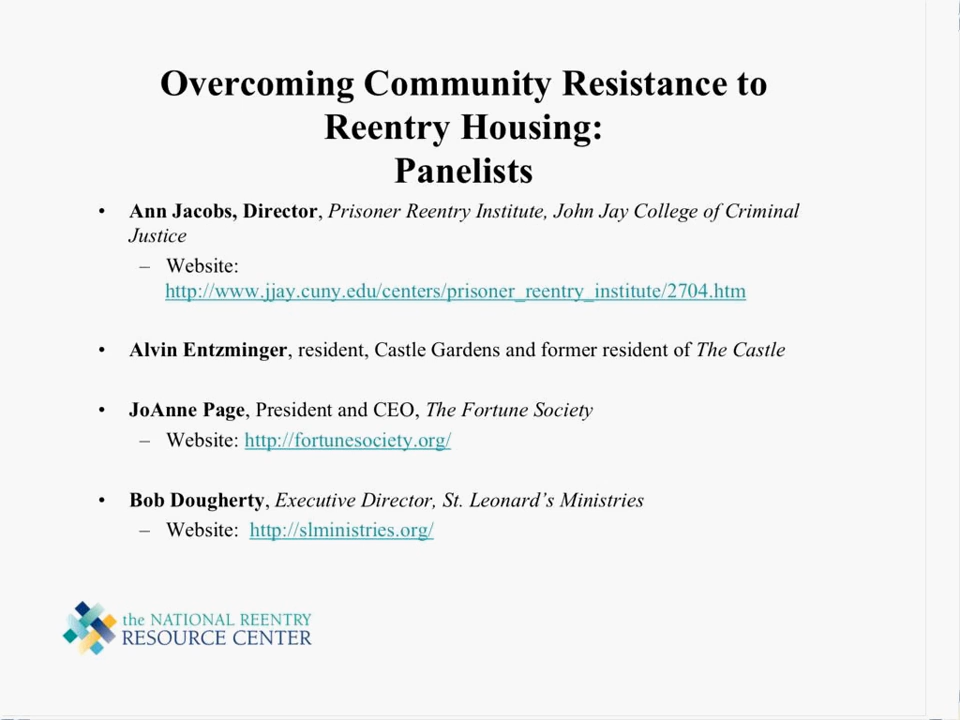 Overcoming Community Resistance to
Reentry Housing:
Panelists
• Ann Jacobs, Director, Prisoner Reentry Institute, John Jay College of Criminal
Justice
– Website:
http://www.jjay.cuny.edu/centers/prisoner_reentry_institute/2704.htm
• Alvin Entzminger, resident, Castle Gardens and former resident of The Castle
• JoAnne Page, President and CEO, The Fortune Society
– Website: http://fortunesociety.org/
• Bob Dougherty, Executive Director, St. Leonard’s Ministries
– Website: http://slministries.org/
the NATIONAL REENTRY
RESOURCE CENTER